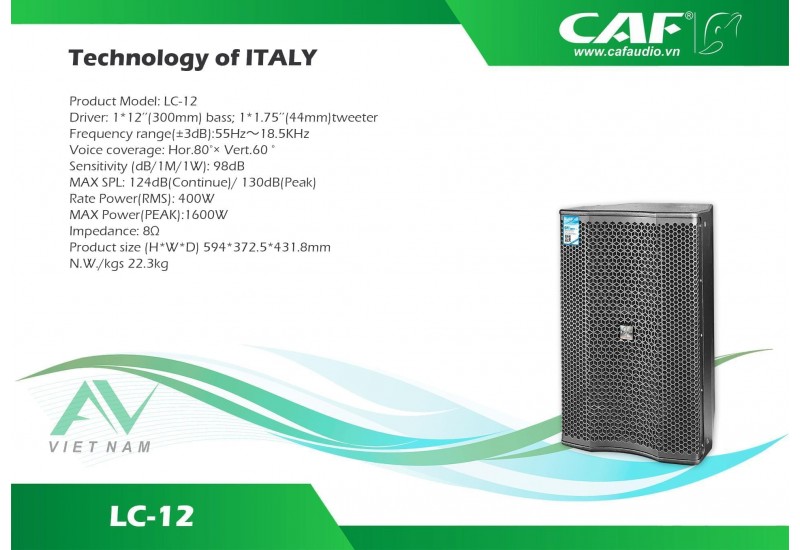 CAF®
www.cafaudio.vn
Technology of ITALY
Product Model: LC-12
Driver: 1*12′′(300mm) bass; 1*1.75′′(44mm)tweeter
Frequency range(±3dB):55Hz～18.5KHz
Voice coverage: Hor.80°× Vert.60 °
Sensitivity (dB/1M/1W): 98dB
MAX SPL: 124dB(Continue)/ 130dB(Peak)
Rate Power(RMS): 400W
MAX Power(PEAK):1600W
Impedance: 8Ω
Product size (H*W*D) 594*372.5*431.8mm
N.W./kgs 22.3kg
AV
VIET NAM
LC-12